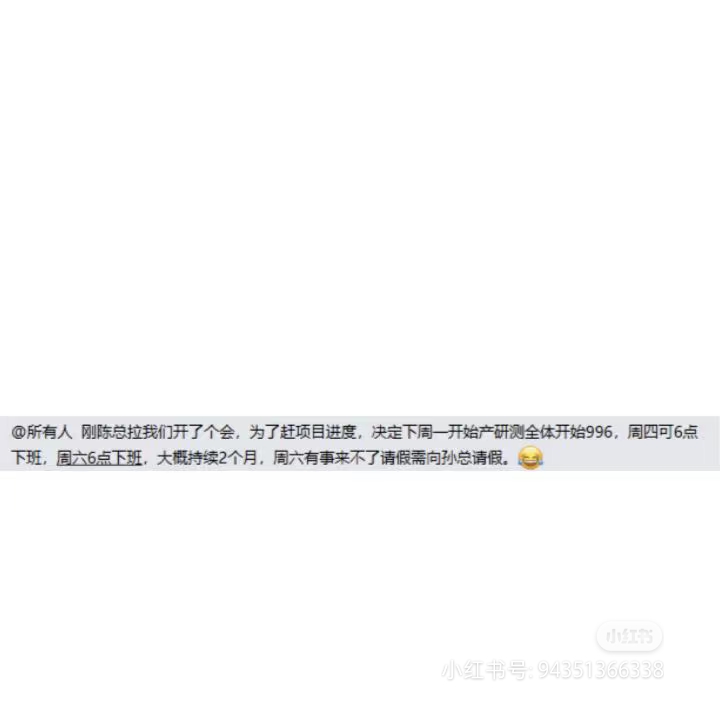 @所有人 刚陈总拉我们开了个会，为了赶项目进度，决定下周一开始产研测全体开始996，周四可6点
下班，周六6点下班，大概持续2个月，周六有事来不了请假需向孙总请假。😂
小红书
小红书号: 94351366338